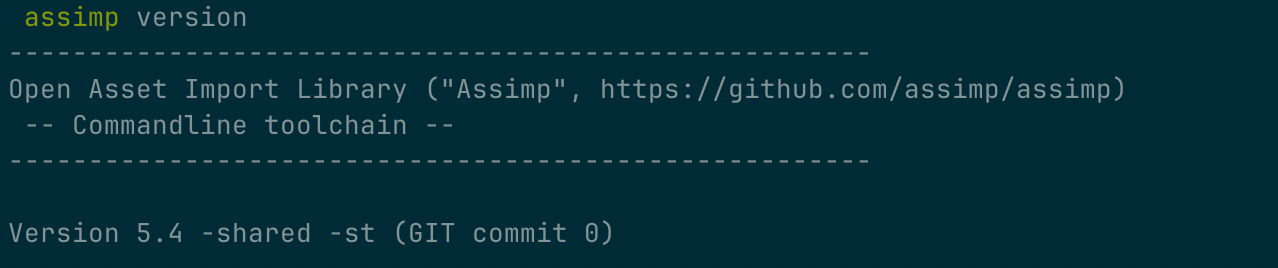 assimp version
------------------------------------------------------
Open Asset Import Library ("Assimp", https://github.com/assimp/assimp)
 -- Commandline toolchain --
------------------------------------------------------
Version 5.4 -shared -st (GIT commit 0)